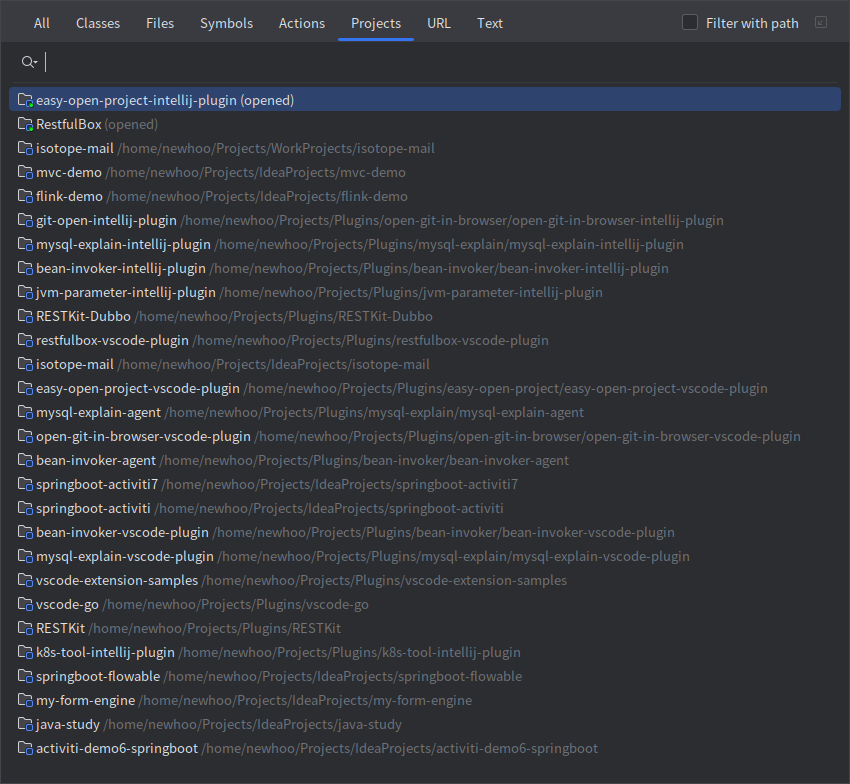 All Classes Files Symbols Actions Projects URL Text Filter with path
easy-open-project-intellij-plugin (opened)
RestfulBox (opened)
isotope-mail /home/newhoo/Projects/WorkProjects/isotope-mail
mvc-demo /home/newhoo/Projects/IdeaProjects/mvc-demo
flink-demo /home/newhoo/Projects/IdeaProjects/flink-demo
git-open-intellij-plugin /home/newhoo/Projects/Plugins/open-git-in-browser/open-git-in-browser-intellij-plugin
mysql-explain-intellij-plugin /home/newhoo/Projects/Plugins/mysql-explain/mysql-explain-intellij-plugin
bean-invoker-intellij-plugin /home/newhoo/Projects/Plugins/bean-invoker/bean-invoker-intellij-plugin
jvm-parameter-intellij-plugin /home/newhoo/Projects/Plugins/jvm-parameter-intellij-plugin
RESTKit-Dubbo /home/newhoo/Projects/Plugins/RESTKit-Dubbo
restfulbox-vscode-plugin /home/newhoo/Projects/Plugins/restfulbox-vscode-plugin
isotope-mail /home/newhoo/Projects/IdeaProjects/isotope-mail
easy-open-project-vscode-plugin /home/newhoo/Projects/Plugins/easy-open-project/easy-open-project-vscode-plugin
mysql-explain-agent /home/newhoo/Projects/Plugins/mysql-explain/mysql-explain-agent
open-git-in-browser-vscode-plugin /home/newhoo/Projects/Plugins/open-git-in-browser/open-git-in-browser-vscode-plugin
bean-invoker-agent /home/newhoo/Projects/Plugins/bean-invoker/bean-invoker-agent
springboot-activiti7 /home/newhoo/Projects/IdeaProjects/springboot-activiti7
springboot-activiti /home/newhoo/Projects/IdeaProjects/springboot-activiti
bean-invoker-vscode-plugin /home/newhoo/Projects/Plugins/bean-invoker/bean-invoker-vscode-plugin
mysql-explain-vscode-plugin /home/newhoo/Projects/Plugins/mysql-explain/mysql-explain-vscode-plugin
vscode-extension-samples /home/newhoo/Projects/Plugins/vscode-extension-samples
vscode-go /home/newhoo/Projects/Plugins/vscode-go
RESTKit /home/newhoo/Projects/Plugins/RESTKit
k8s-tool-intellij-plugin /home/newhoo/Projects/Plugins/k8s-tool-intellij-plugin
springboot-flowable /home/newhoo/Projects/IdeaProjects/springboot-flowable
my-form-engine /home/newhoo/Projects/IdeaProjects/my-form-engine
java-study /home/newhoo/Projects/IdeaProjects/java-study
activiti-demo6-springboot /home/newhoo/Projects/IdeaProjects/activiti-demo6-springboot